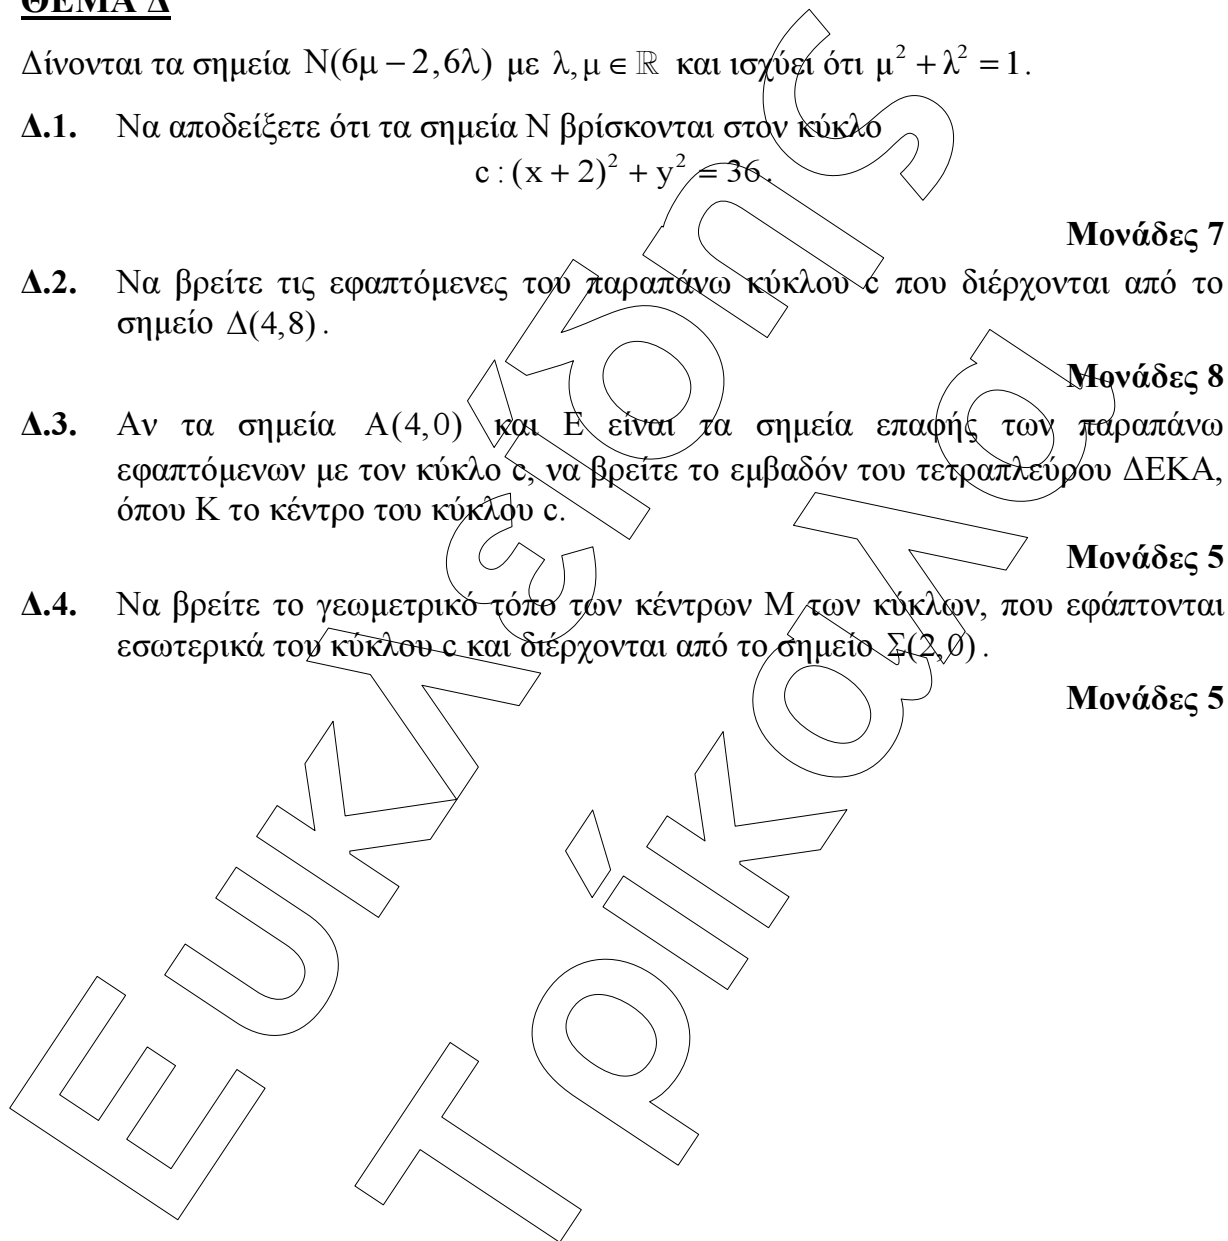 ΘΕΜΑ Δ
Δίνονται τα σημεία Ν(6μ − 2, 6λ) με λ, μ ∈ ℝ και ισχύει ότι μ² + λ² = 1.
Δ.1. Να αποδείξετε ότι τα σημεία Ν βρίσκονται στον κύκλο
c : (x + 2)² + y² = 36.
Μονάδες 7
Δ.2. Να βρείτε τις εφαπτόμενες του παραπάνω κύκλου c που διέρχονται από το
σημείο Δ(4,8).
Μονάδες 8
Δ.3. Αν τα σημεία Α(4,0) και Ε είναι τα σημεία επαφής των παραπάνω
εφαπτόμενων με τον κύκλο c, να βρείτε το εμβαδόν του τετραπλεύρου ΔΕΚΑ,
όπου Κ το κέντρο του κύκλου c.
Μονάδες 5
Δ.4. Να βρείτε το γεωμετρικό τόπο των κέντρων Μ των κύκλων, που εφάπτονται
εσωτερικά του κύκλου c και διέρχονται από το σημείο Σ(2,0).
Μονάδες 5
Ευκλείδης
Τρίκαλα